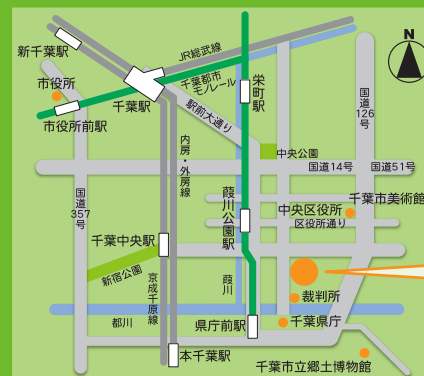 N
JR総武線
新千葉駅
千葉都市
モノレール
栄町駅
市役所
千葉駅
国道
126
号
駅前大通り
市役所前駅
中央公園
内房・外房線
国道14号
国道51号
国道
357
号
葭川公園駅
千葉市美術館
中央区役所
区役所通り
千葉中央駅
新宿公園
京成千原線
葭川
裁判所
都川
県庁前駅
千葉県庁
本千葉駅
千葉市立郷土博物館